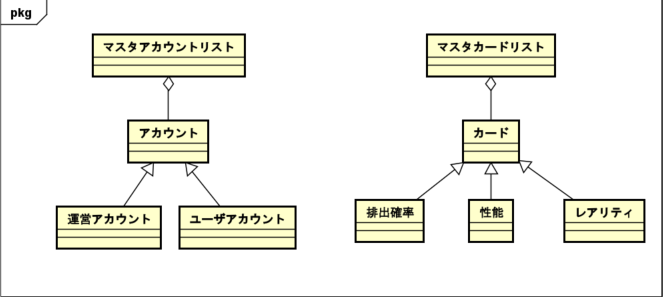 pkg
マスタアカウントリスト
マスタカードリスト
アカウント
カード
運営アカウント
ユーザアカウント
排出確率
性能
レアリティ